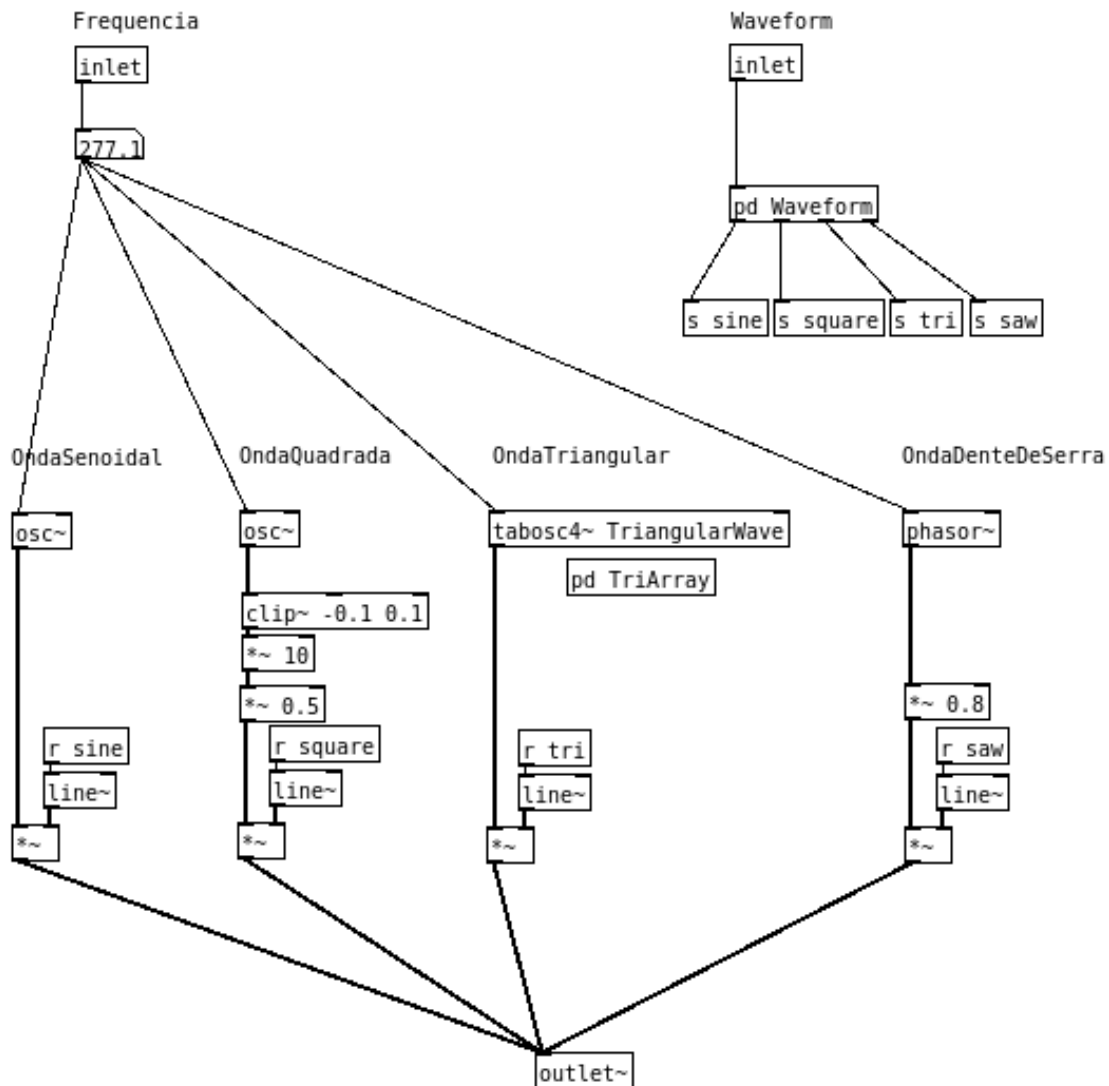 Frequencia
Waveform
inlet
inlet
277.1
pd Waveform
s sine
s square
s tri
s saw
OndaSenoidal
OndaQuadrada
OndaTriangular
OndaDenteDeSerra
osc~
osc~
tabosc4~ TriangularWave
phasor~
pd TriArray
clip~ -0.1 0.1
*~ 10
*~ 0.5
*~ 0.8
r sine
r square
r tri
r saw
line~
line~
line~
line~
*~
*~
*~
*~
outlet~